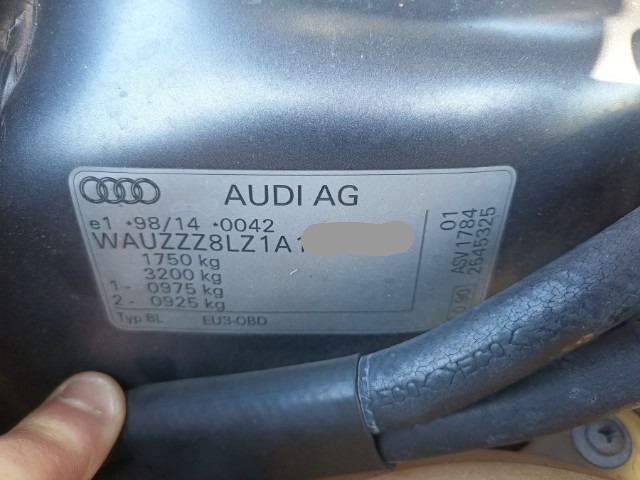 AUDI AG
e1 *98/14 *0042
WAUZZZ8LZ1A1
1750 kg
3200 kg
1- 0975 kg
2- 0925 kg
Typ 8L EU3-OBD
01
ASV1784
2545325